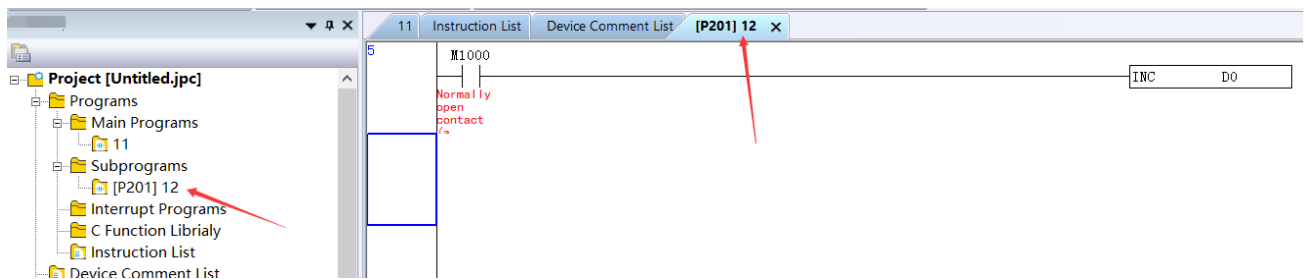 11 Instruction List Device Comment List [P201] 12
Project [Untitled.jpc]
Programs
Main Programs
11
Subprograms
[P201] 12
Interrupt Programs
C Function Librialy
Instruction List
Device Comment List
5
M1000
INC D0
Normally
open
contact
(a